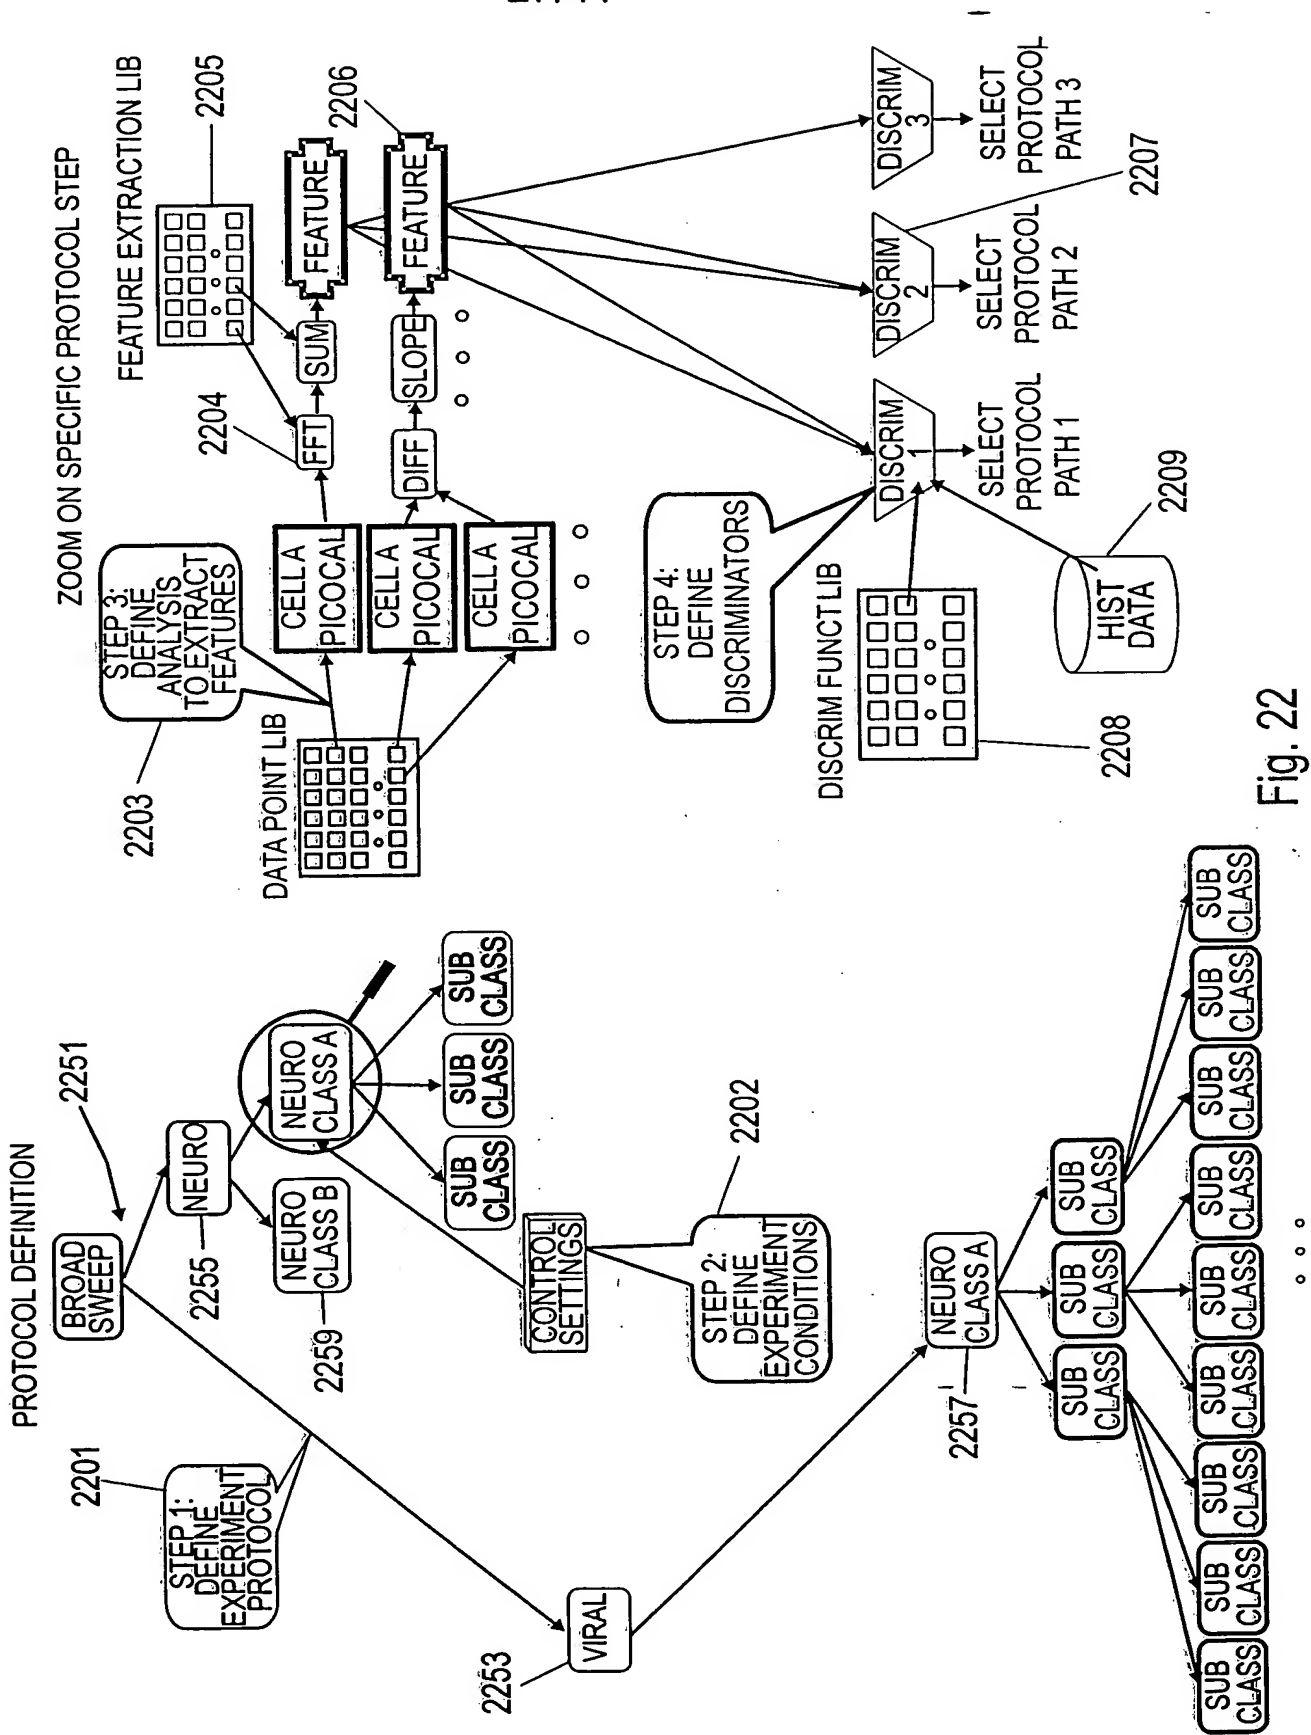 PROTOCOL DEFINITION
BROAD
SWEEP
2251
2201
STEP 1:
DEFINE
EXPERIMENT
PROTOCOL
NEURO
2255
NEURO
CLASS B
2259
NEURO
CLASS A
SUB
CLASS
SUB
CLASS
SUB
CLASS
CONTROL
SETTINGS
2202
STEP 2:
DEFINE
EXPERIMENT
CONDITIONS
VIRAL
2253
NEURO
CLASS A
2257
SUB
CLASS
SUB
CLASS
SUB
CLASS
SUB
CLASS
SUB
CLASS
SUB
CLASS
SUB
CLASS
SUB
CLASS
SUB
CLASS
SUB
CLASS
SUB
CLASS
SUB
CLASS
ZOOM ON SPECIFIC PROTOCOL STEP
STEP 3:
DEFINE
ANALYSIS
TO EXTRACT
FEATURES
2203
FEATURE EXTRACTION LIB
2205
2204
DATA POINT LIB
CELL A
PICOCAL
FFT
SUM
FEATURE
2206
CELL A
PICOCAL
DIFF
SLOPE
FEATURE
CELL A
PICOCAL
STEP 4:
DEFINE
DISCRIMINATORS
DISCRIM FUNCT LIB
2208
DISCRIM
1
SELECT
PROTOCOL
PATH 1
DISCRIM
2
SELECT
PROTOCOL
PATH 2
DISCRIM
3
SELECT
PROTOCOL
PATH 3
2207
HIST
DATA
2209
Fig. 22